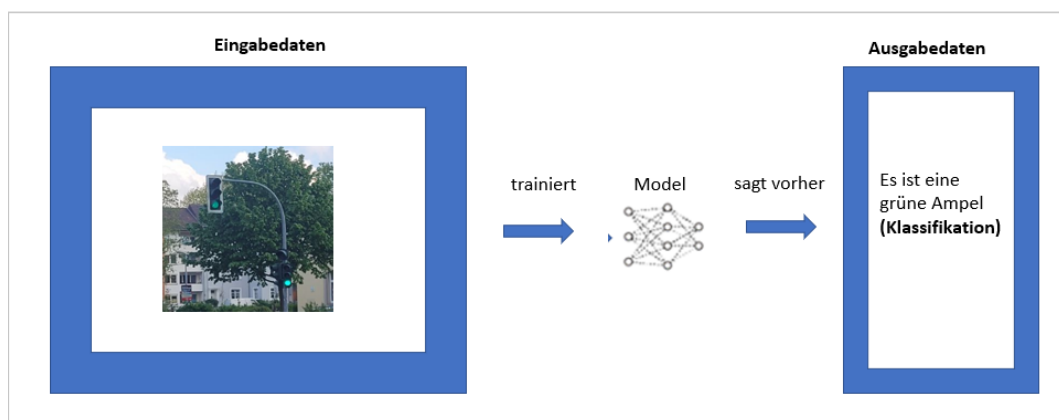 Eingabedaten
Ausgabedaten
trainiert
Model
sagt vorher
Es ist eine
grüne Ampel
(Klassifikation)